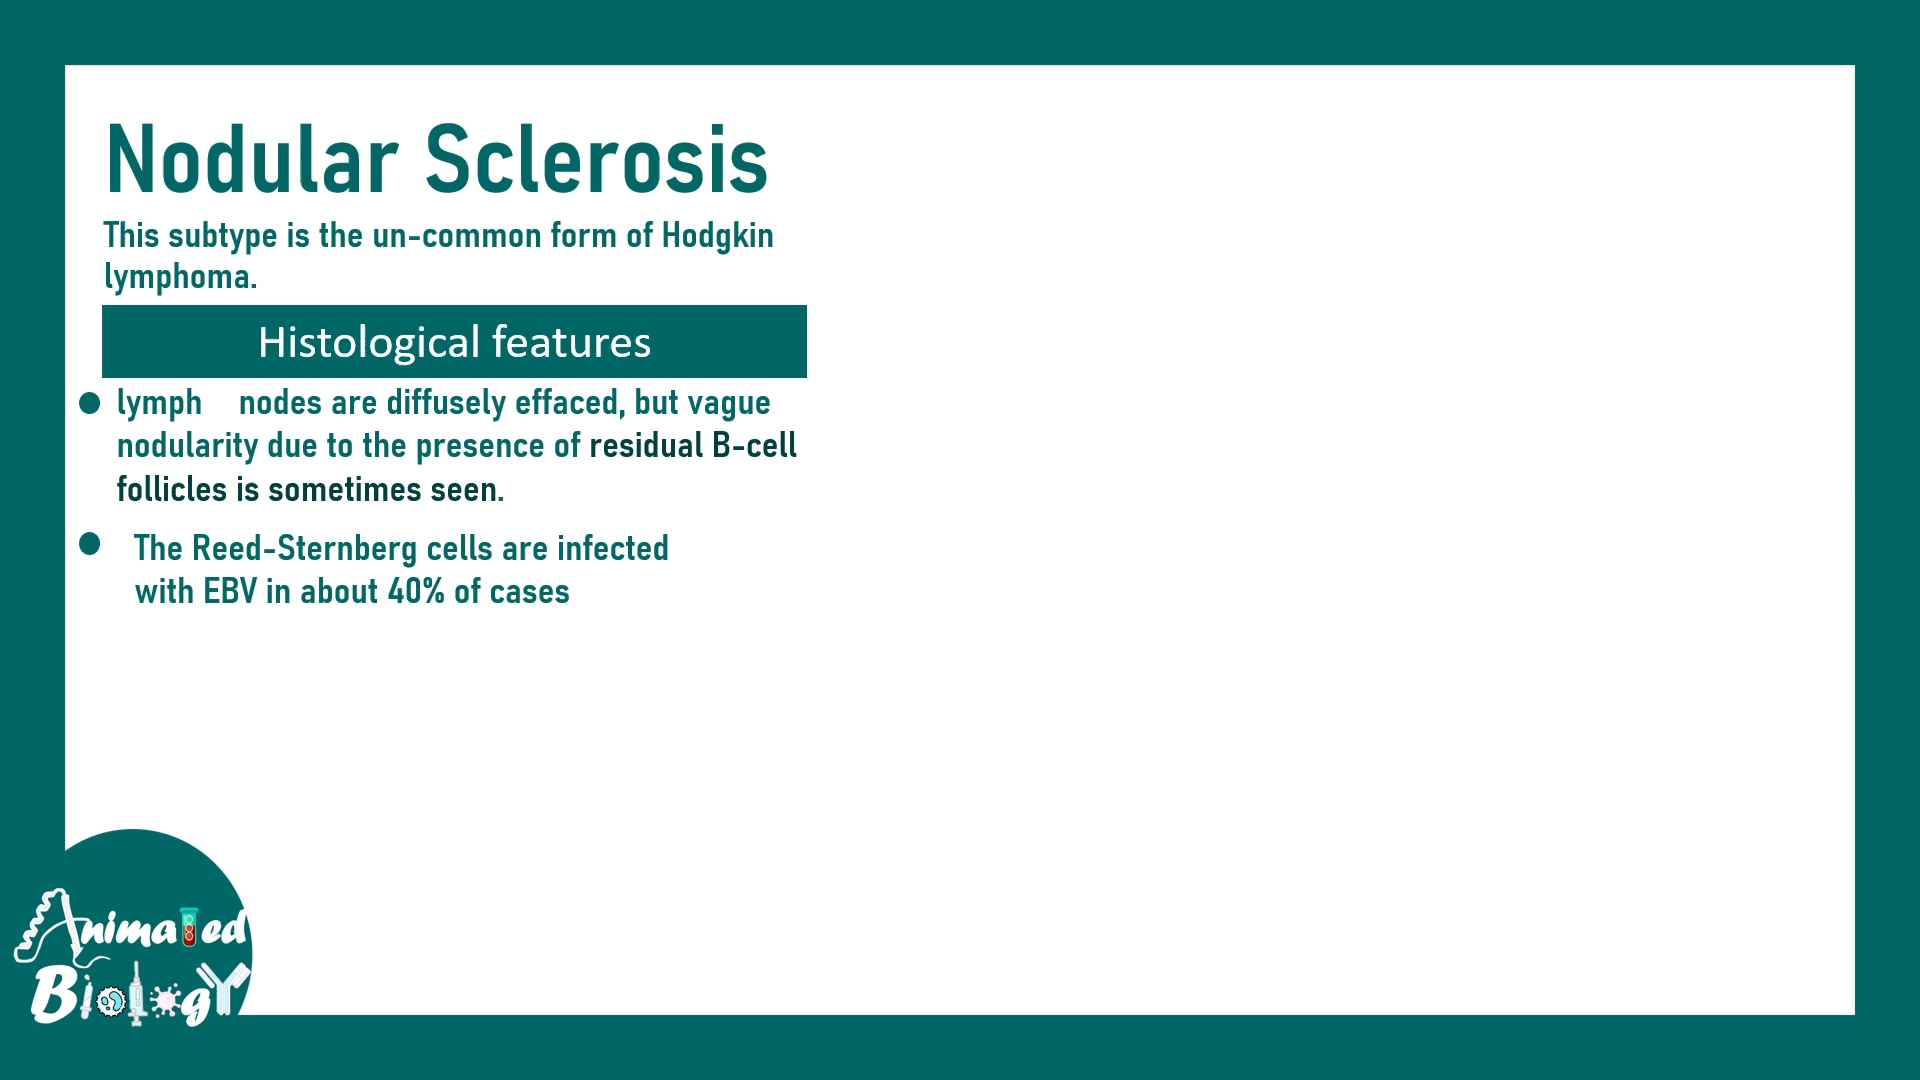 Nodular Sclerosis
This subtype is the un-common form of Hodgkin
lymphoma.
Histological features
lymph nodes are diffusely effaced, but vague
nodularity due to the presence of residual B-cell
follicles is sometimes seen.
The Reed-Sternberg cells are infected
with EBV in about 40% of cases
Animated
Biology